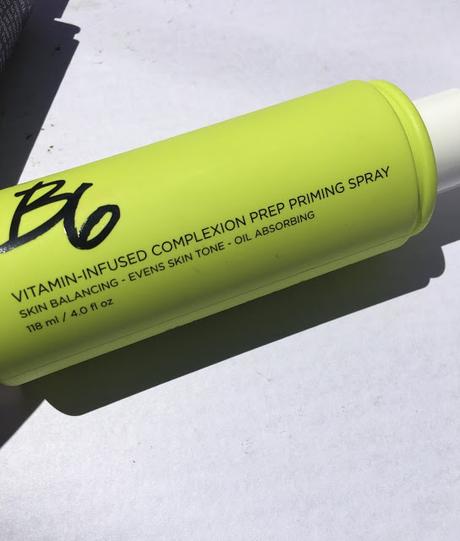 B6
VITAMIN-INFUSED COMPLEXION PREP PRIMING SPRAY
SKIN BALANCING - EVENS SKIN TONE - OIL ABSORBING
118 ml / 4.0 fl oz